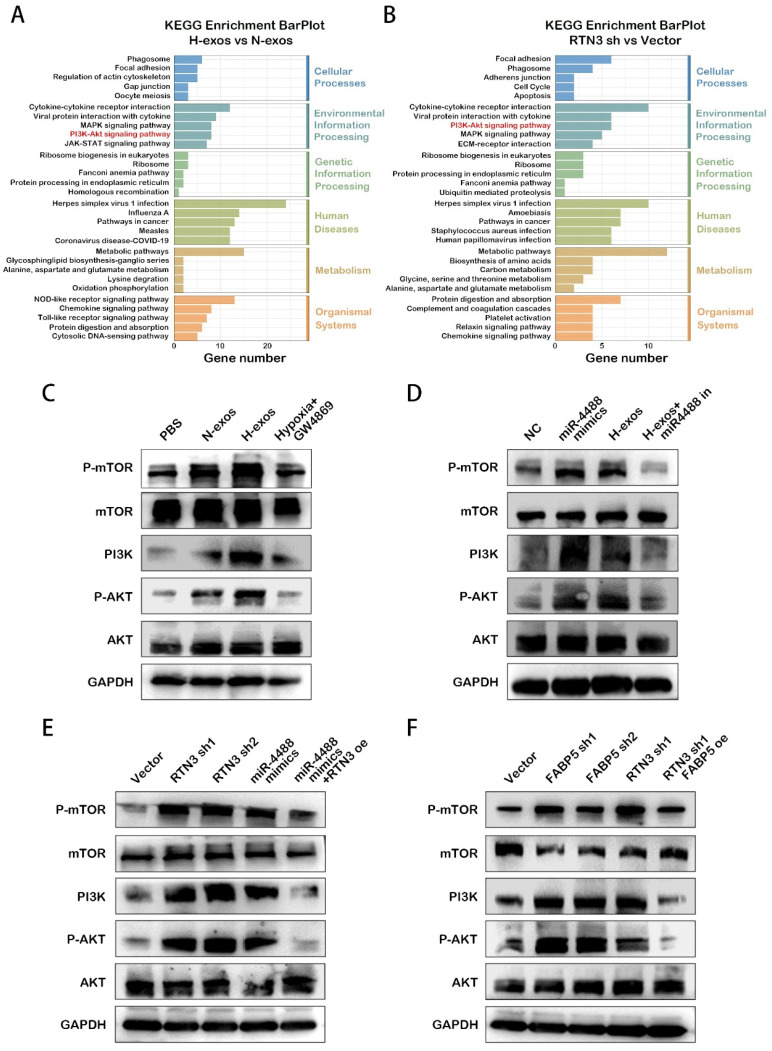 A
KEGG Enrichment BarPlot
H-exos vs N-exos
Phagosome
Focal adhesion
Regulation of actin cytoskeleton
Gap junction
Oocyte meiosis
Cellular
Processes
Cytokine-cytokine receptor interaction
Viral protein interaction with cytokine
MAPK signaling pathway
PI3K-Akt signaling pathway
JAK-STAT signaling pathway
Environmental
Information
Processing
Ribosome biogenesis in eukaryotes
Ribosome
Fanconi anemia pathway
Protein processing in endoplasmic reticulum
Homologous recombination
Genetic
Information
Processing
Herpes simplex virus 1 infection
Influenza A
Pathways in cancer
Measles
Coronavirus disease-COVID-19
Human
Diseases
Metabolic pathways
Glycosphinglipid biosynthesis-ganglio series
Alanine, aspartate and glutamate metabolism
Lysine degration
Oxidation phosphorylation
Metabolism
NOD-like receptor signaling pathway
Chemokine signaling pathway
Toll-like receptor signaling pathway
Protein digestion and absorption
Cytosolic DNA-sensing pathway
Organismal
Systems
0 10 20
Gene number
B
KEGG Enrichment BarPlot
RTN3 sh vs Vector
Focal adhesion
Phagosome
Adherens junction
Cell Cycle
Apoptosis
Cellular
Processes
Cytokine-cytokine receptor interaction
Viral protein interaction with cytokine
PI3K-Akt signaling pathway
MAPK signaling pathway
ECM-receptor interaction
Environmental
Information
Processing
Ribosome biogenesis in eukaryotes
Ribosome
Protein processing in endoplasmic reticulum
Fanconi anemia pathway
Ubiquitin mediated proteolysis
Genetic
Information
Processing
Herpes simplex virus 1 infection
Amoebiasis
Pathways in cancer
Staphylococcus aureus infection
Human papillomavirus infection
Human
Diseases
Metabolic pathways
Biosynthesis of amino acids
Carbon metabolism
Glycine, serine and threonine metabolism
Alanine, aspartate and glutamate metabolism
Metabolism
Protein digestion and absorption
Complement and coagulation cascades
Platelet activation
Relaxin signaling pathway
Chemokine signaling pathway
Organismal
Systems
0 5 10
Gene number
C
PBS
N-exos
H-exos
Hypoxia+
GW4869
P-mTOR
mTOR
PI3K
P-AKT
AKT
GAPDH
D
NC
miR-4488
mimics
H-exos
H-exos+
miR4488 in
P-mTOR
mTOR
PI3K
P-AKT
AKT
GAPDH
E
Vector
RTN3 sh1
RTN3 sh2
miR-4488
mimics
miR-4488
mimics
+RTN3 oe
P-mTOR
mTOR
PI3K
P-AKT
AKT
GAPDH
F
Vector
FABP5 sh1
FABP5 sh2
RTN3 sh1
RTN3 sh1
FABP5 oe
P-mTOR
mTOR
PI3K
P-AKT
AKT
GAPDH